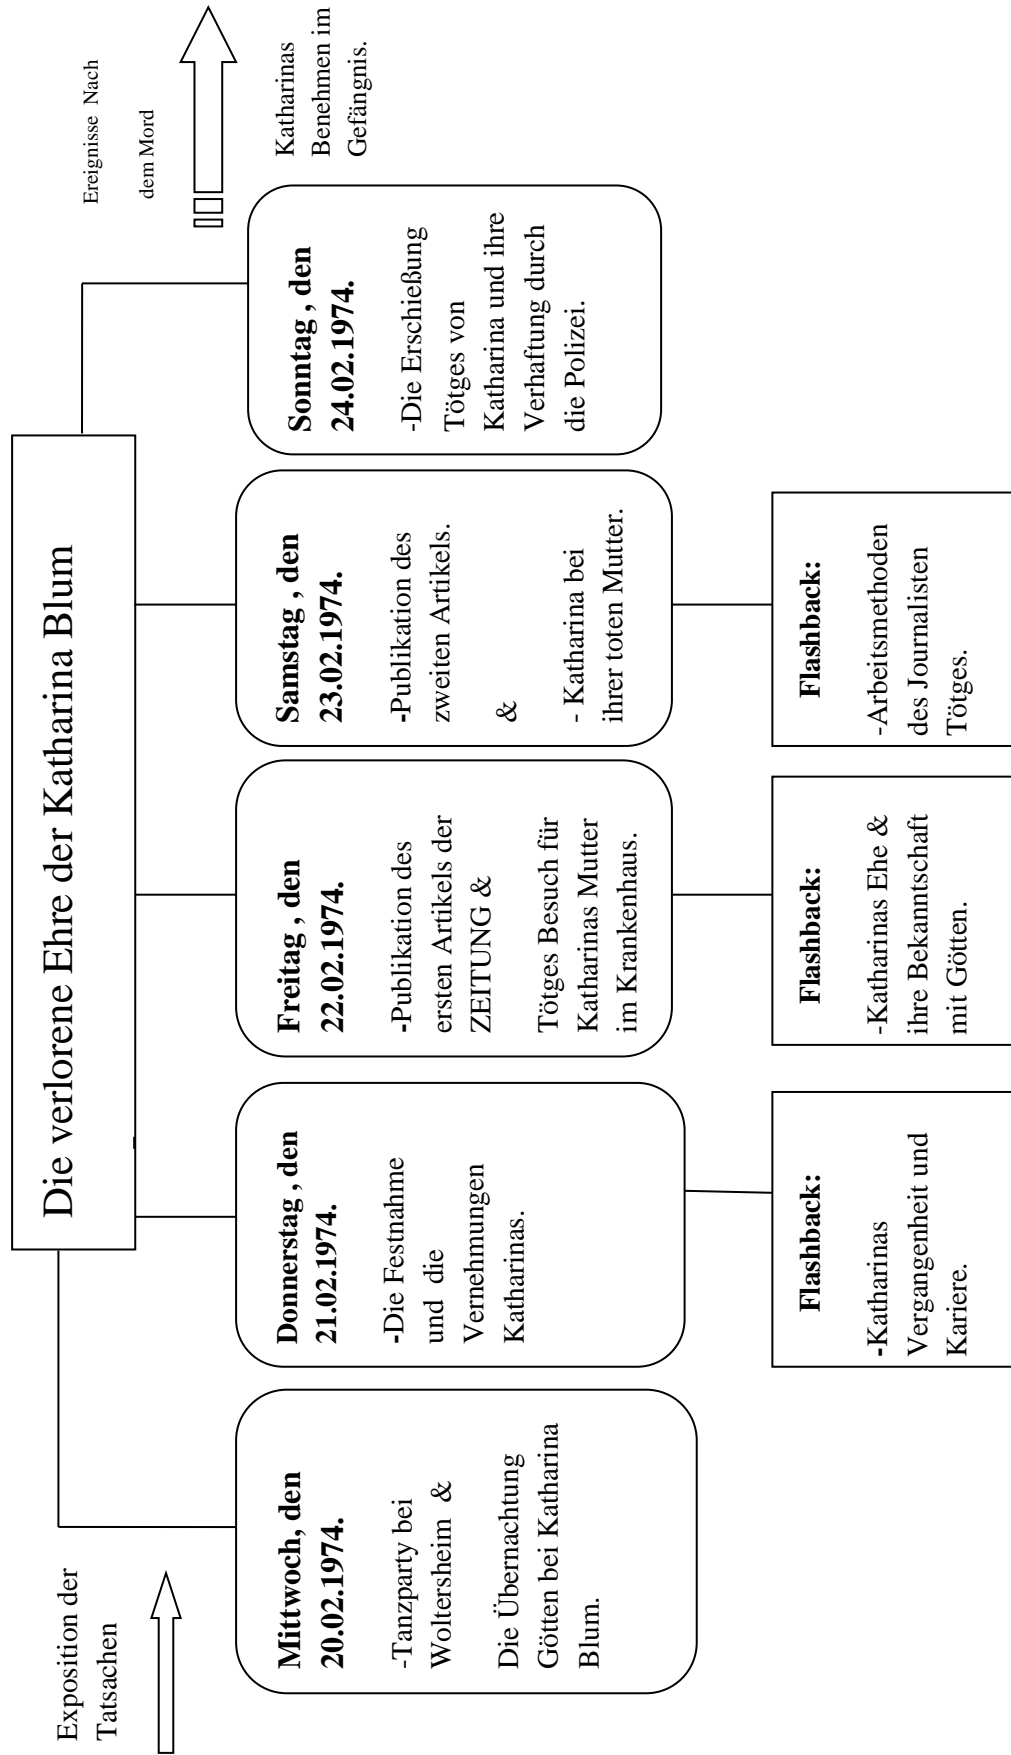 Die verlorene Ehre der Katharina Blum
Exposition der
Tatsachen
Mittwoch, den
20.02.1974.
-Tanzparty bei
Woltersheim &
Die Übernachtung
Götten bei Katharina
Blum.
Donnerstag , den
21.02.1974.
-Die Festnahme
und die
Vernehmungen
Katharinas.
Flashback:
-Katharinas
Vergangenheit und
Kariere.
Freitag , den
22.02.1974.
-Publikation des
ersten Artikels der
ZEITUNG &
Tötges Besuch für
Katharinas Mutter
im Krankenhaus.
Flashback:
-Katharinas Ehe &
ihre Bekanntschaft
mit Götten.
Samstag , den
23.02.1974.
-Publikation des
zweiten Artikels.
&
- Katharina bei
ihrer toten Mutter.
Flashback:
-Arbeitsmethoden
des Journalisten
Tötges.
Sonntag , den
24.02.1974.
-Die Erschießung
Tötges von
Katharina und ihre
Verhaftung durch
die Polizei.
Ereignisse Nach
dem Mord
Katharinas
Benehmen im
Gefängnis.